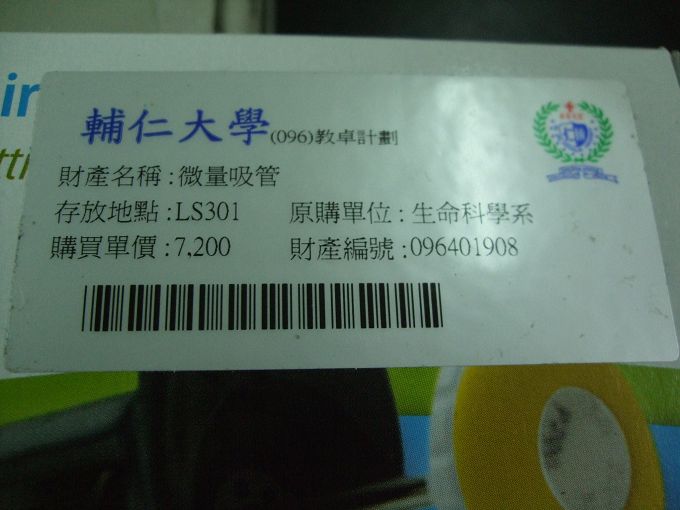 ir
tti
輔仁大學(096)教卓計劃
財產名稱:微量吸管
存放地點:LS301 原購單位:生命科學系
購買單價:7,200 財產編號:096401908